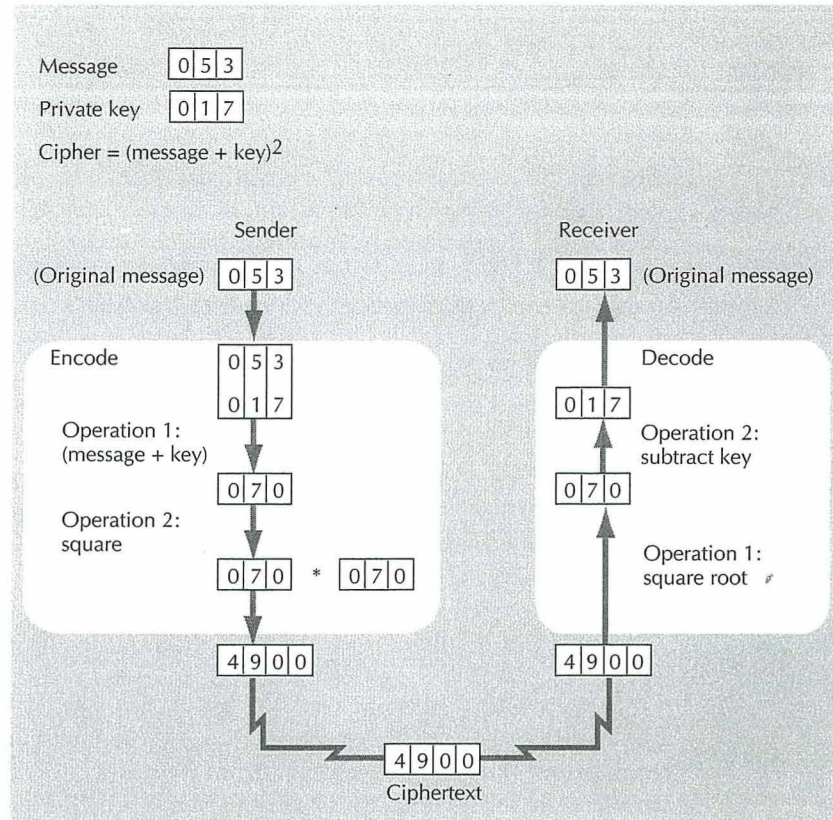 Message 0 5 3
Private key 0 1 7
Cipher = (message + key)²
Sender
(Original message) 0 5 3
Encode
0 5 3
0 1 7
Operation 1:
(message + key)
0 7 0
Operation 2:
square
0 7 0 * 0 7 0
4 9 0 0
Receiver
0 5 3 (Original message)
Decode
0 1 7
Operation 2:
subtract key
0 7 0
Operation 1:
square root
4 9 0 0
4 9 0 0
Ciphertext